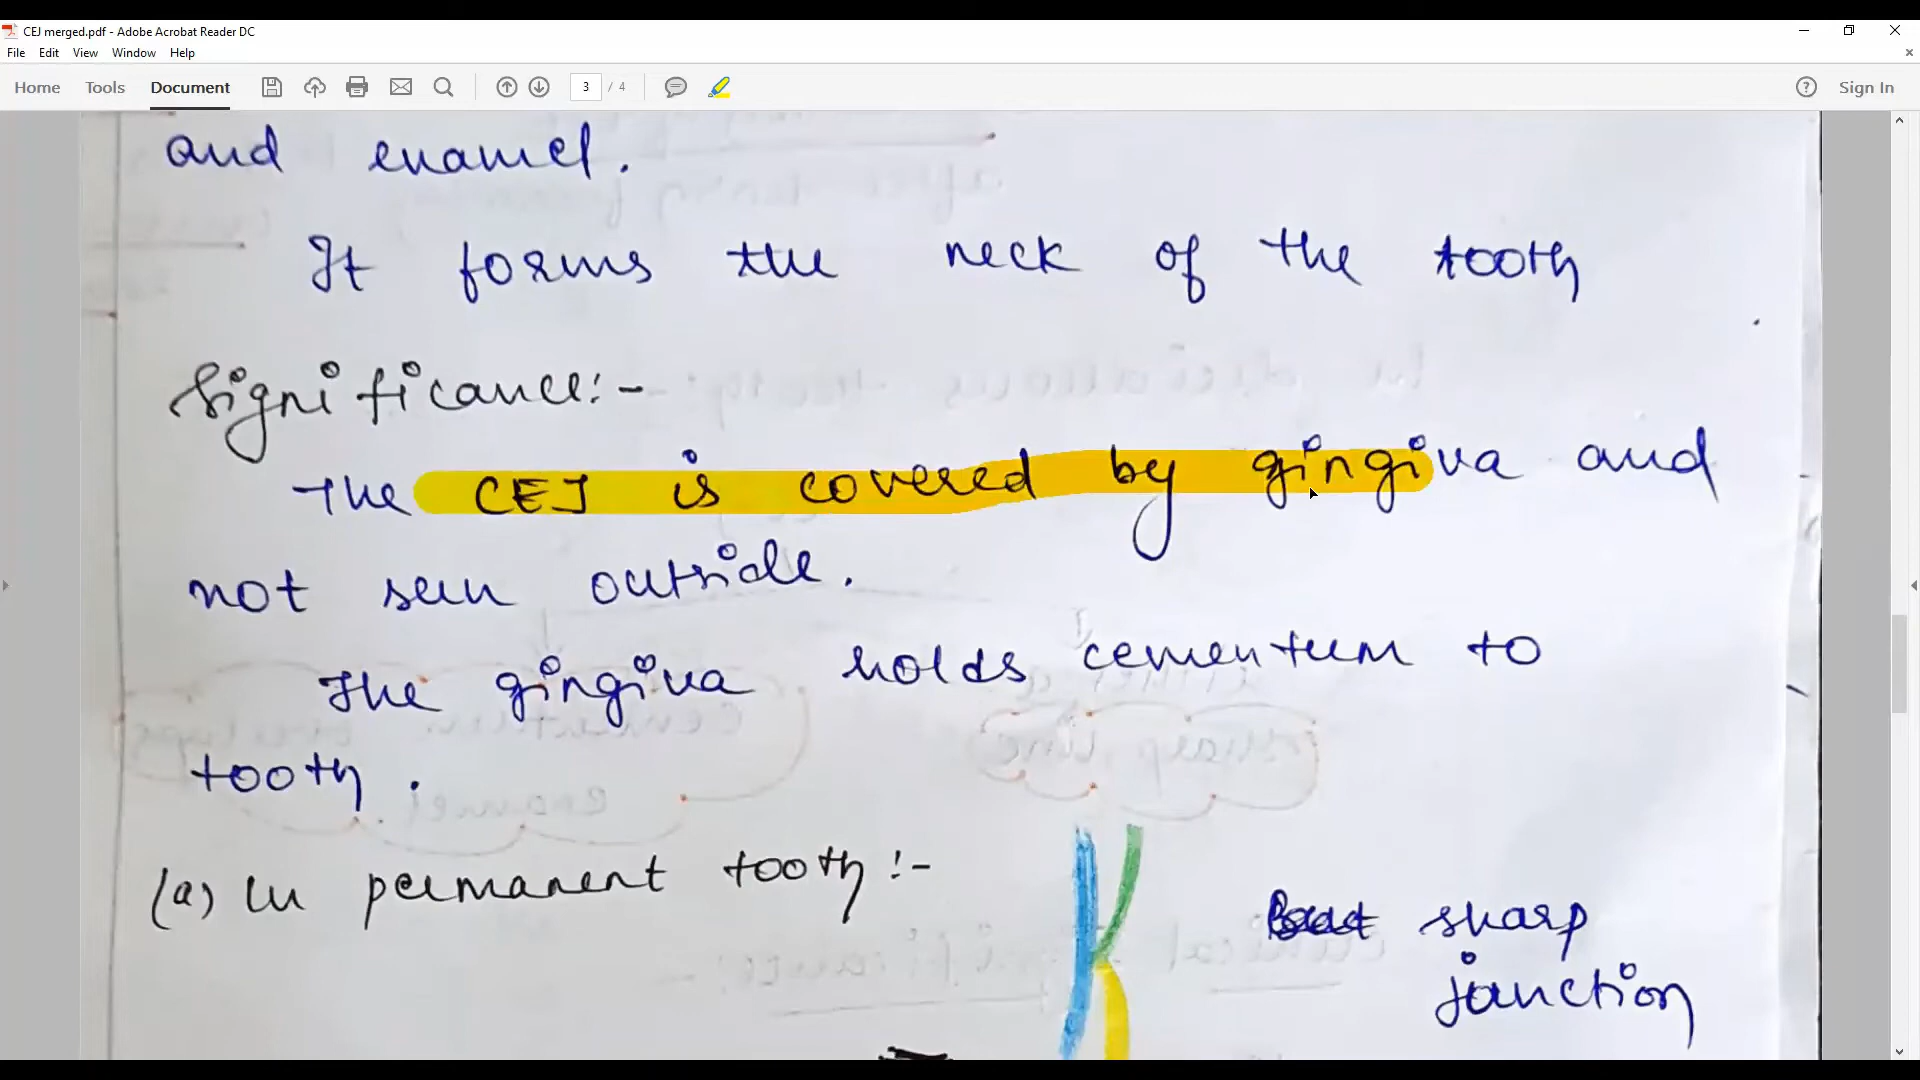 CEJ merged.pdf - Adobe Acrobat Reader DC
File Edit View Window Help
Home Tools Document 3 / 4 Sign In
and enamel.
It forms the neck of the tooth
Significance:-
The CEJ is covered by gingiva and
not seen outside.
The gingiva holds cementum to
tooth.
(a) In permanent tooth:-
sharp
junction